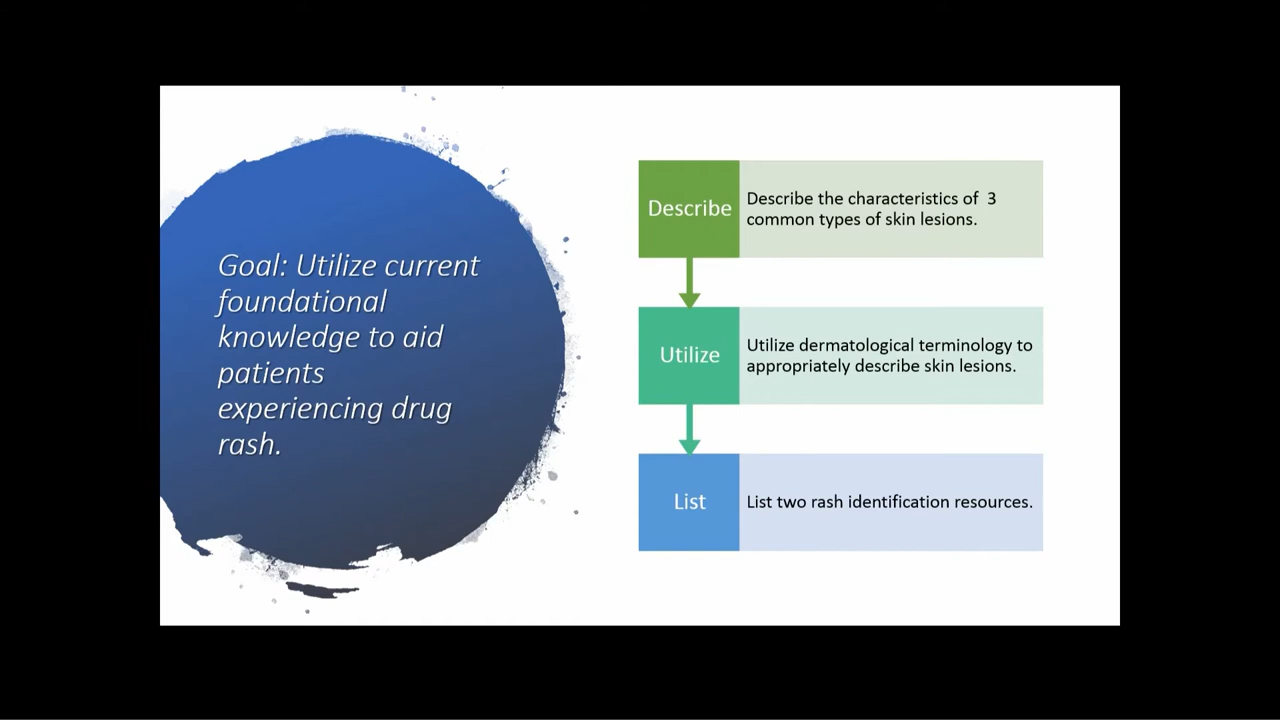 Goal: Utilize current
foundational
knowledge to aid
patients
experiencing drug
rash.
Describe
Describe the characteristics of  3
common types of skin lesions.
Utilize
Utilize dermatological terminology to
appropriately describe skin lesions.
List
List two rash identification resources.